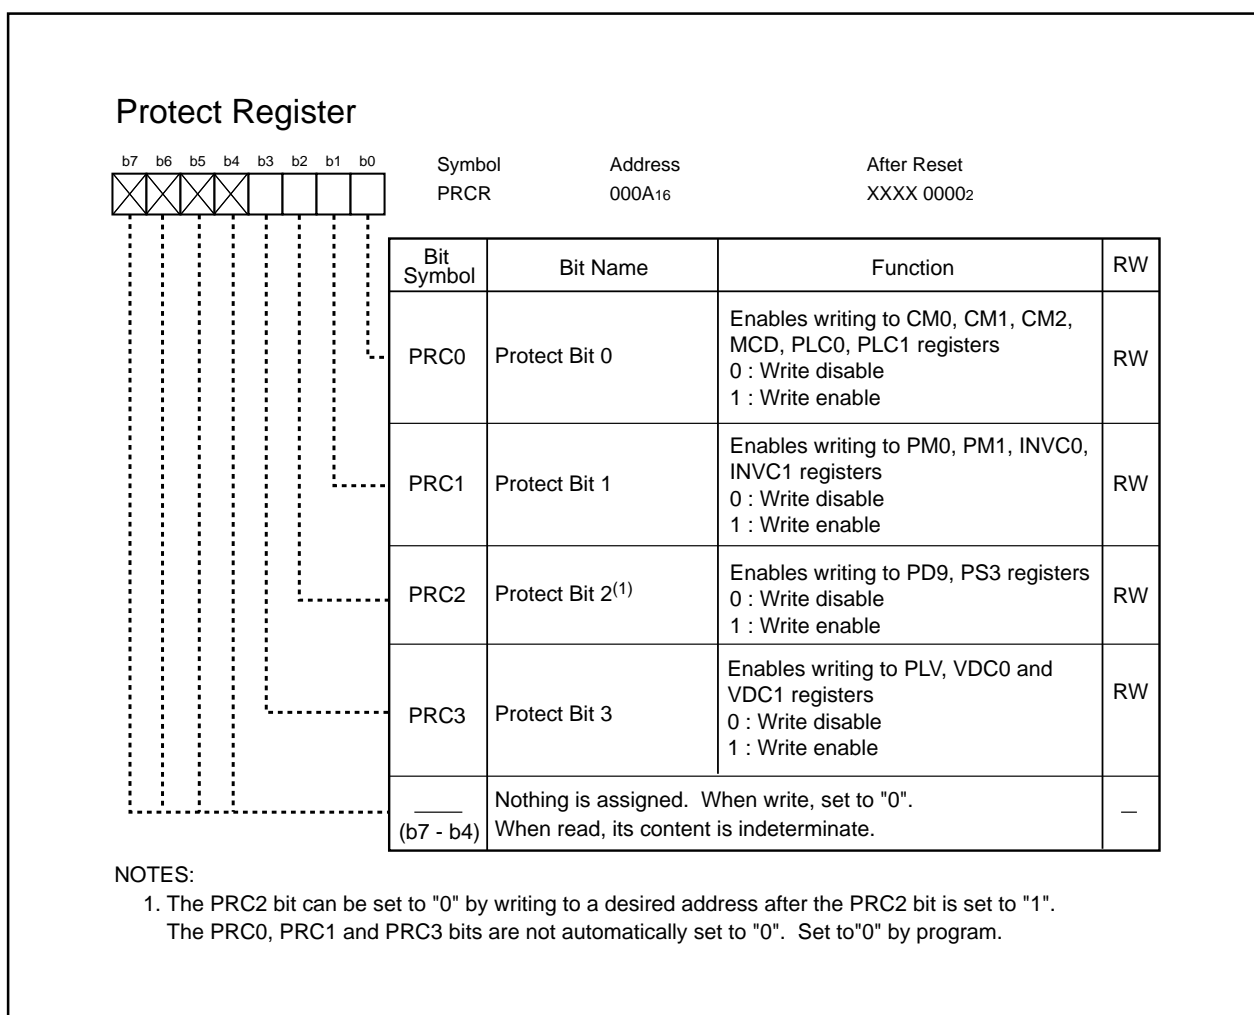 Protect Register
b7 b6 b5 b4 b3 b2 b1 b0
Symbol Address After Reset
PRCR 000A16 XXXX 00002
Bit Symbol Bit Name Function RW
PRC0 Protect Bit 0 Enables writing to CM0, CM1, CM2,
MCD, PLC0, PLC1 registers
0 : Write disable
1 : Write enable
RW
PRC1 Protect Bit 1 Enables writing to PM0, PM1, INVC0,
INVC1 registers
0 : Write disable
1 : Write enable
RW
PRC2 Protect Bit 2(1) Enables writing to PD9, PS3 registers
0 : Write disable
1 : Write enable
RW
PRC3 Protect Bit 3 Enables writing to PLV, VDC0 and
VDC1 registers
0 : Write disable
1 : Write enable
RW
(b7 - b4)
Nothing is assigned. When write, set to "0".
When read, its content is indeterminate.
NOTES:
1. The PRC2 bit can be set to "0" by writing to a desired address after the PRC2 bit is set to "1".
The PRC0, PRC1 and PRC3 bits are not automatically set to "0". Set to"0" by program.